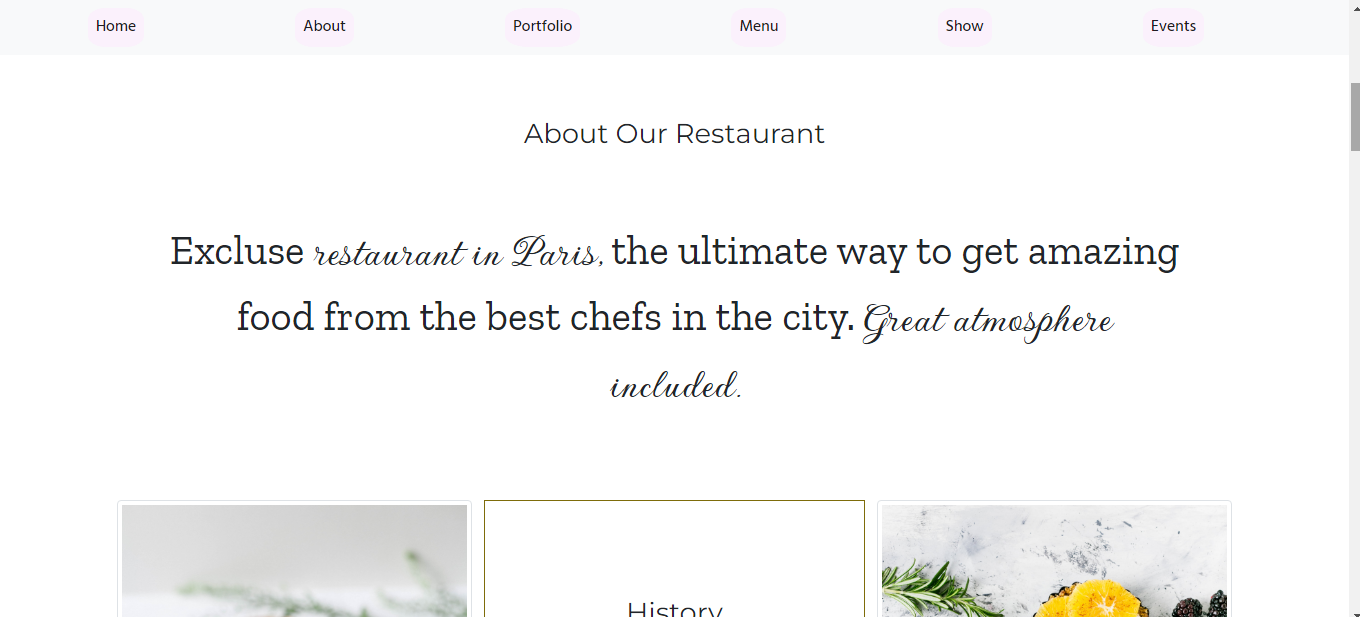 Home About Portfolio Menu Show Events
About Our Restaurant
Excluse restaurant in Paris, the ultimate way to get amazing
food from the best chefs in the city. Great atmosphere
included.
History